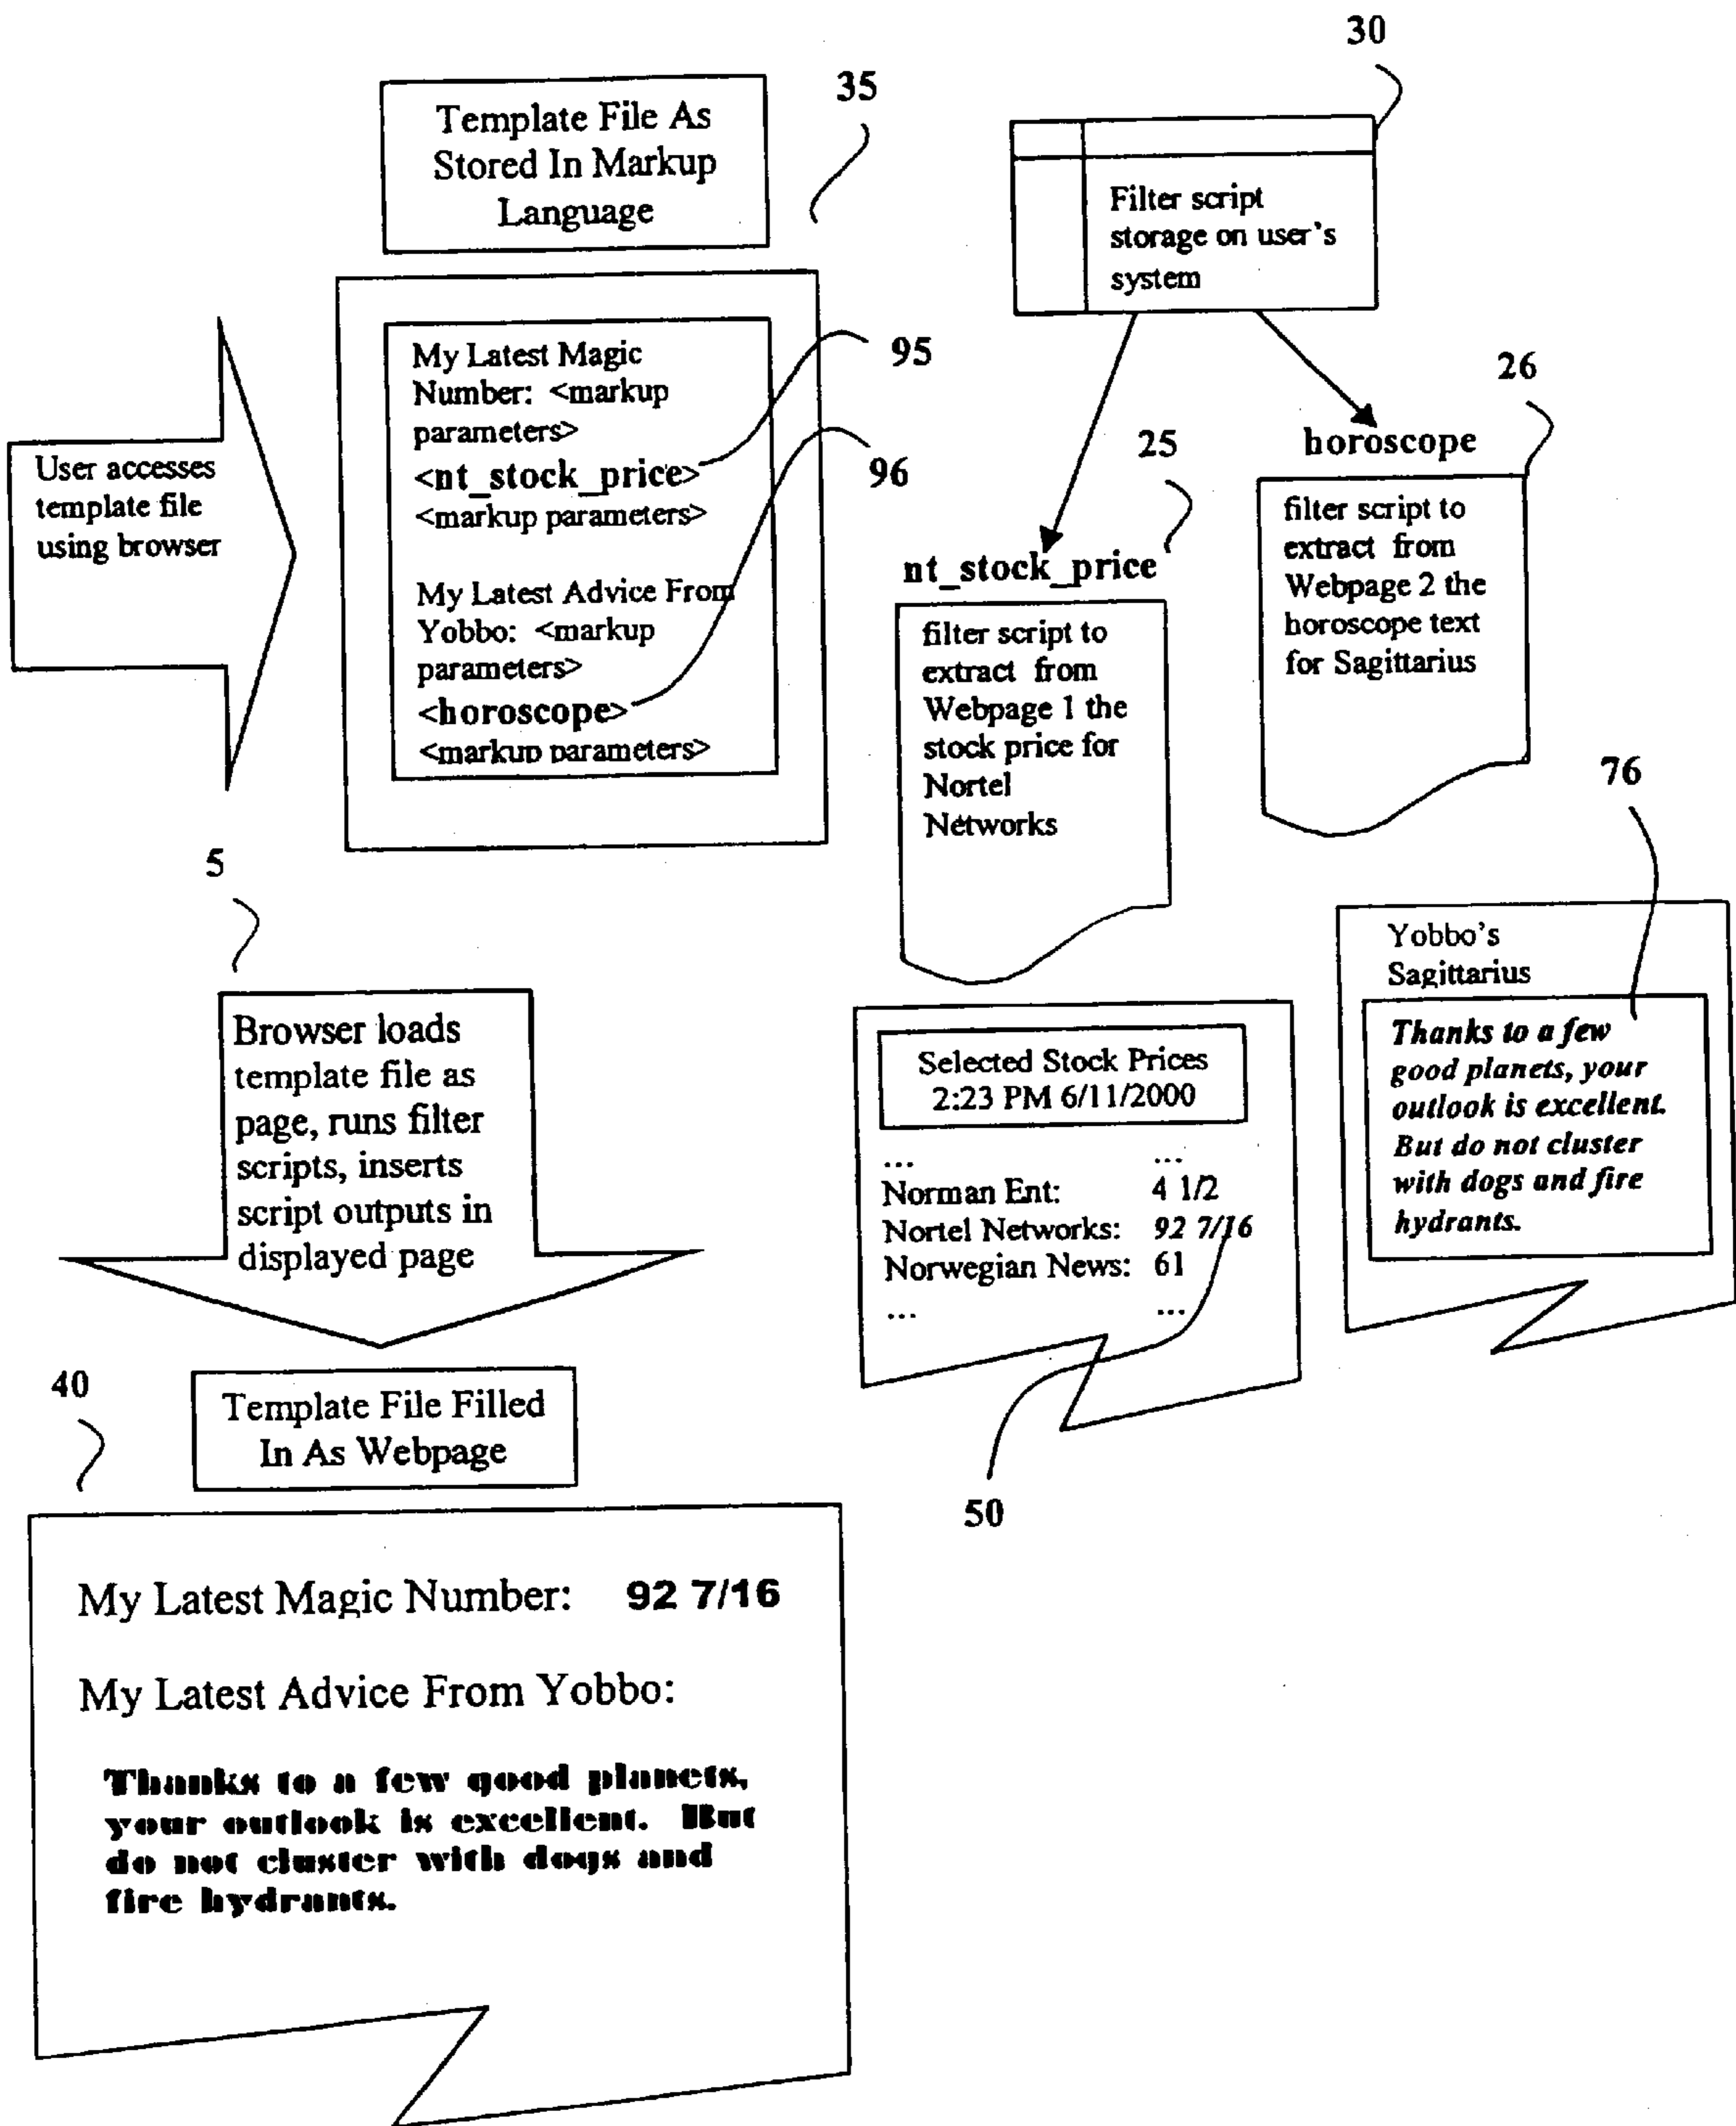 30
35
Template File As
Stored In Markup
Language
Filter script
storage on user's
system
My Latest Magic
Number: <markup
parameters>
<nt_stock_price>
<markup parameters>
My Latest Advice From
Yobbo: <markup
parameters>
<horoscope>
<markup parameters>
95
96
User accesses
template file
using browser
26
horoscope
filter script to
extract from
Webpage 2 the
horoscope text
for Sagittarius
25
nt_stock_price
filter script to
extract from
Webpage 1 the
stock price for
Nortel
Networks
76
Yobbo's
Sagittarius
Thanks to a few
good planets, your
outlook is excellent.
But do not cluster
with dogs and fire
hydrants.
5
Browser loads
template file as
page, runs filter
scripts, inserts
script outputs in
displayed page
Selected Stock Prices
2:23 PM 6/11/2000
... ...
Norman Ent: 4 1/2
Nortel Networks: 92 7/16
Norwegian News: 61
... ...
50
40
Template File Filled
In As Webpage
My Latest Magic Number: 92 7/16
My Latest Advice From Yobbo:
Thanks to a few good planets,
your outlook is excellent. But
do not cluster with dogs and
fire hydrants.